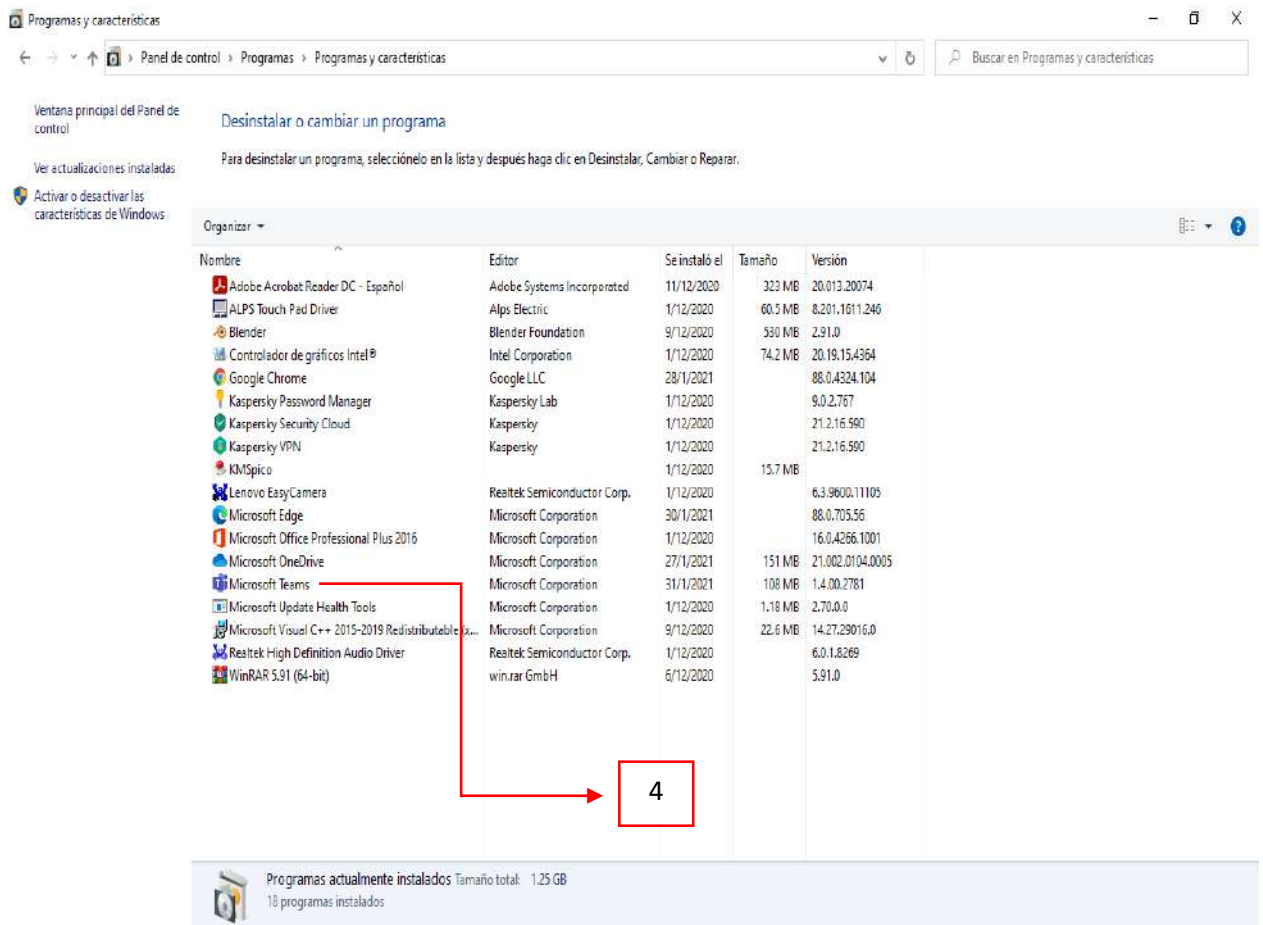 Programas y características
Panel de control > Programas > Programas y características
Buscar en Programas y características
Ventana principal del Panel de control
Ver actualizaciones instaladas
Activar o desactivar las características de Windows
Desinstalar o cambiar un programa
Para desinstalar un programa, selecciónelo en la lista y después haga clic en Desinstalar, Cambiar o Reparar.
Organizar
Nombre Editor Se instaló el Tamaño Versión
Adobe Acrobat Reader DC - Español Adobe Systems Incorporated 11/12/2020 323 MB 20.013.20074
ALPS Touch Pad Driver Alps Electric 1/12/2020 60.5 MB 8.201.1611.246
Blender Blender Foundation 9/12/2020 530 MB 2.91.0
Controlador de gráficos Intel® Intel Corporation 1/12/2020 74.2 MB 20.19.15.4364
Google Chrome Google LLC 28/1/2021 88.0.4324.104
Kaspersky Password Manager Kaspersky Lab 1/12/2020 9.0.2.767
Kaspersky Security Cloud Kaspersky 1/12/2020 21.2.16.590
Kaspersky VPN Kaspersky 1/12/2020 21.2.16.590
KMSpico 1/12/2020 15.7 MB
Lenovo EasyCamera Realtek Semiconductor Corp. 1/12/2020 6.3.9600.11105
Microsoft Edge Microsoft Corporation 30/1/2021 88.0.705.56
Microsoft Office Professional Plus 2016 Microsoft Corporation 1/12/2020 16.0.4266.1001
Microsoft OneDrive Microsoft Corporation 27/1/2021 151 MB 21.002.0104.0005
Microsoft Teams Microsoft Corporation 31/1/2021 108 MB 1.4.00.2781
Microsoft Update Health Tools Microsoft Corporation 1/12/2020 1.18 MB 2.70.0.0
Microsoft Visual C++ 2015-2019 Redistributable (x... Microsoft Corporation 9/12/2020 22.6 MB 14.27.29016.0
Realtek High Definition Audio Driver Realtek Semiconductor Corp. 1/12/2020 6.0.1.8269
WinRAR 5.91 (64-bit) win.rar GmbH 6/12/2020 5.91.0
4
Programas actualmente instalados Tamaño total: 1.25 GB
18 programas instalados